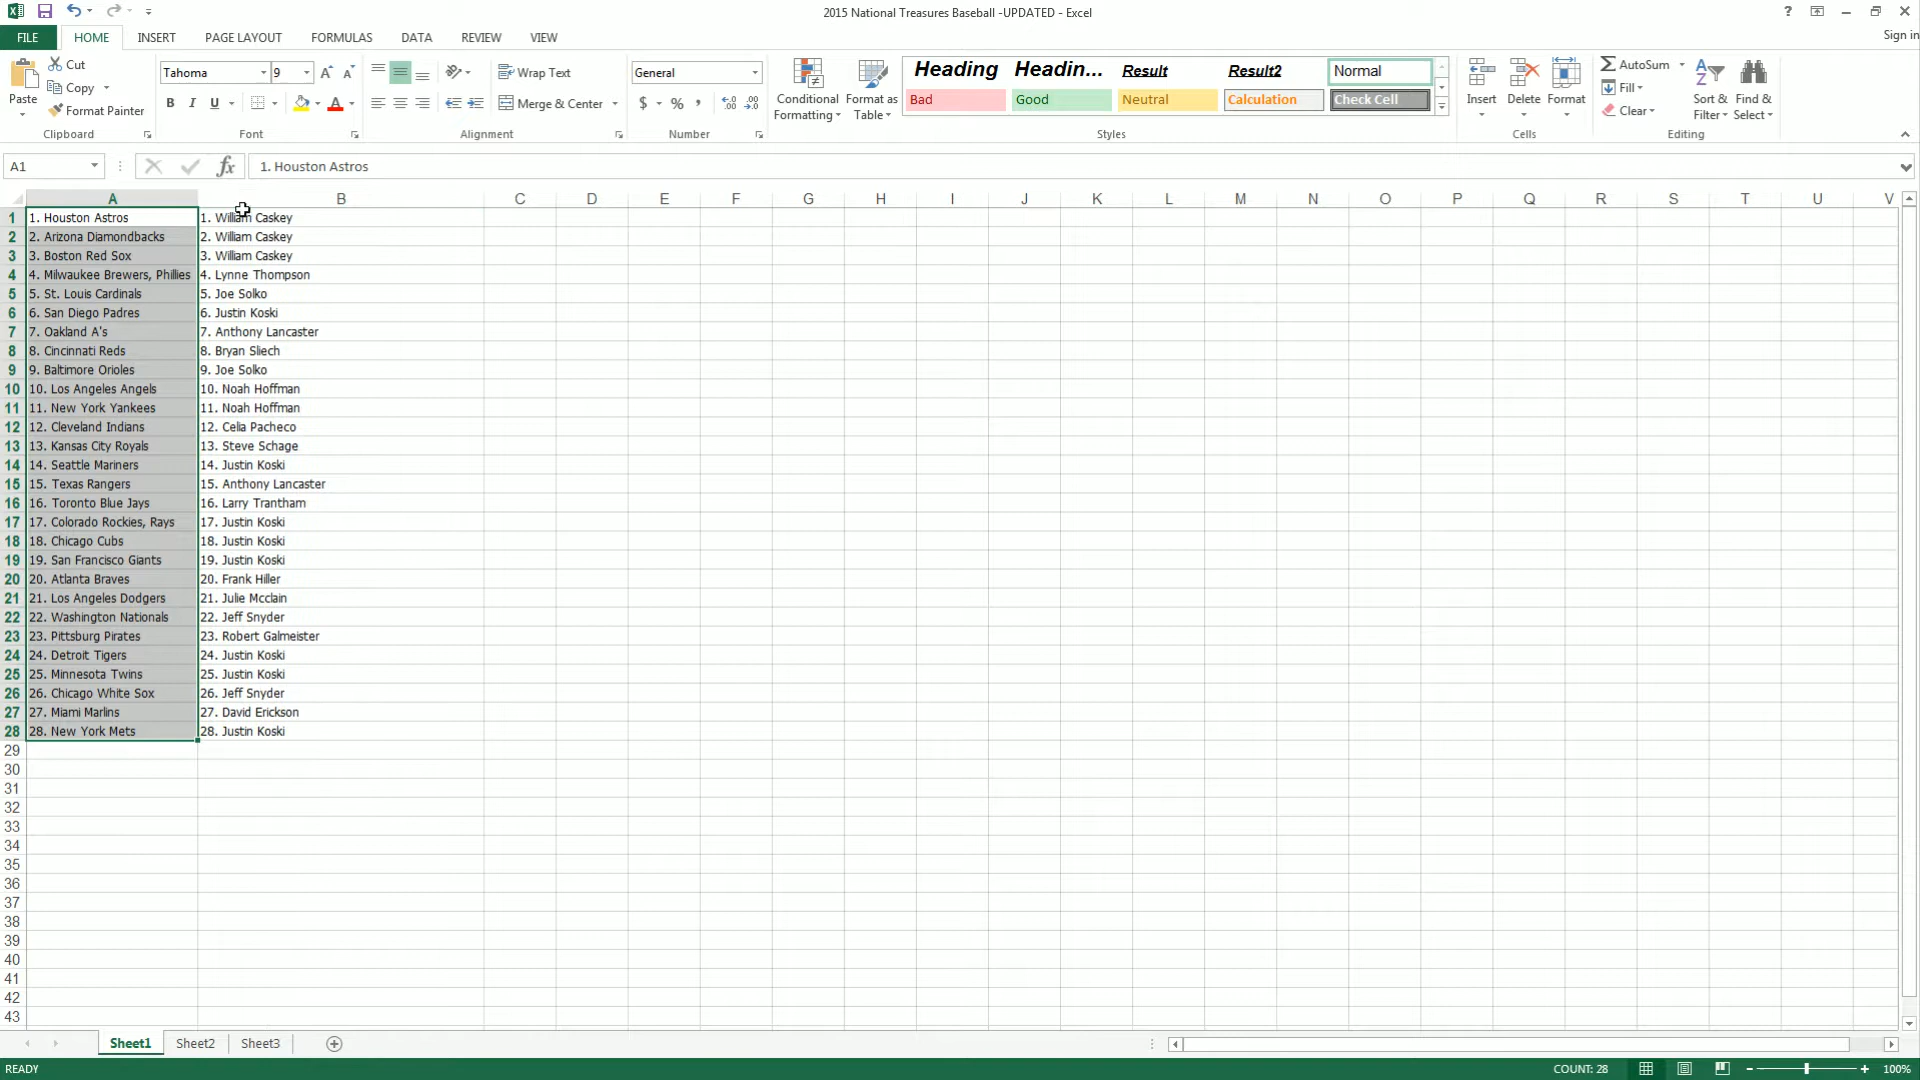 2015 National Treasures Baseball -UPDATED - Excel
FILE HOME INSERT PAGE LAYOUT FORMULAS DATA REVIEW VIEW Sign in
Paste Cut Copy Format Painter Clipboard
Tahoma 9 B I U A Font
Wrap Text Merge & Center Alignment
General $ % , Number
Conditional Formatting Format as Table
Heading Headin... Result Result2 Normal
Bad Good Neutral Calculation Check Cell
Styles
Insert Delete Format Cells
AutoSum Fill Clear Sort & Filter Find & Select Editing
A1 fx 1. Houston Astros
A B C D E F G H I J K L M N O P Q R S T U V
1 1. Houston Astros 1. William Caskey
2 2. Arizona Diamondbacks 2. William Caskey
3 3. Boston Red Sox 3. William Caskey
4 4. Milwaukee Brewers, Phillies 4. Lynne Thompson
5 5. St. Louis Cardinals 5. Joe Solko
6 6. San Diego Padres 6. Justin Koski
7 7. Oakland A's 7. Anthony Lancaster
8 8. Cincinnati Reds 8. Bryan Sliech
9 9. Baltimore Orioles 9. Joe Solko
10 10. Los Angeles Angels 10. Noah Hoffman
11 11. New York Yankees 11. Noah Hoffman
12 12. Cleveland Indians 12. Celia Pacheco
13 13. Kansas City Royals 13. Steve Schage
14 14. Seattle Mariners 14. Justin Koski
15 15. Texas Rangers 15. Anthony Lancaster
16 16. Toronto Blue Jays 16. Larry Trantham
17 17. Colorado Rockies, Rays 17. Justin Koski
18 18. Chicago Cubs 18. Justin Koski
19 19. San Francisco Giants 19. Justin Koski
20 20. Atlanta Braves 20. Frank Hiller
21 21. Los Angeles Dodgers 21. Julie Mcclain
22 22. Washington Nationals 22. Jeff Snyder
23 23. Pittsburg Pirates 23. Robert Galmeister
24 24. Detroit Tigers 24. Justin Koski
25 25. Minnesota Twins 25. Justin Koski
26 26. Chicago White Sox 26. Jeff Snyder
27 27. Miami Marlins 27. David Erickson
28 28. New York Mets 28. Justin Koski
29
30
31
32
33
34
35
36
37
38
39
40
41
42
43
Sheet1 Sheet2 Sheet3
READY COUNT: 28 100%